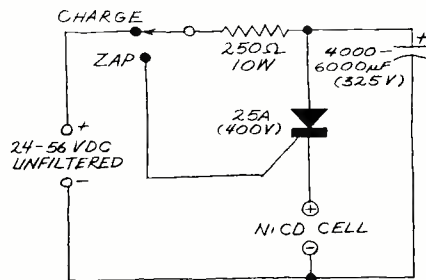 CHARGE
ZAP
250Ω
10W
4000-
6000µF
(325V)
+
25A
(400V)
+
24-56 VDC
UNFILTERED
-
+
NiCD CELL
-